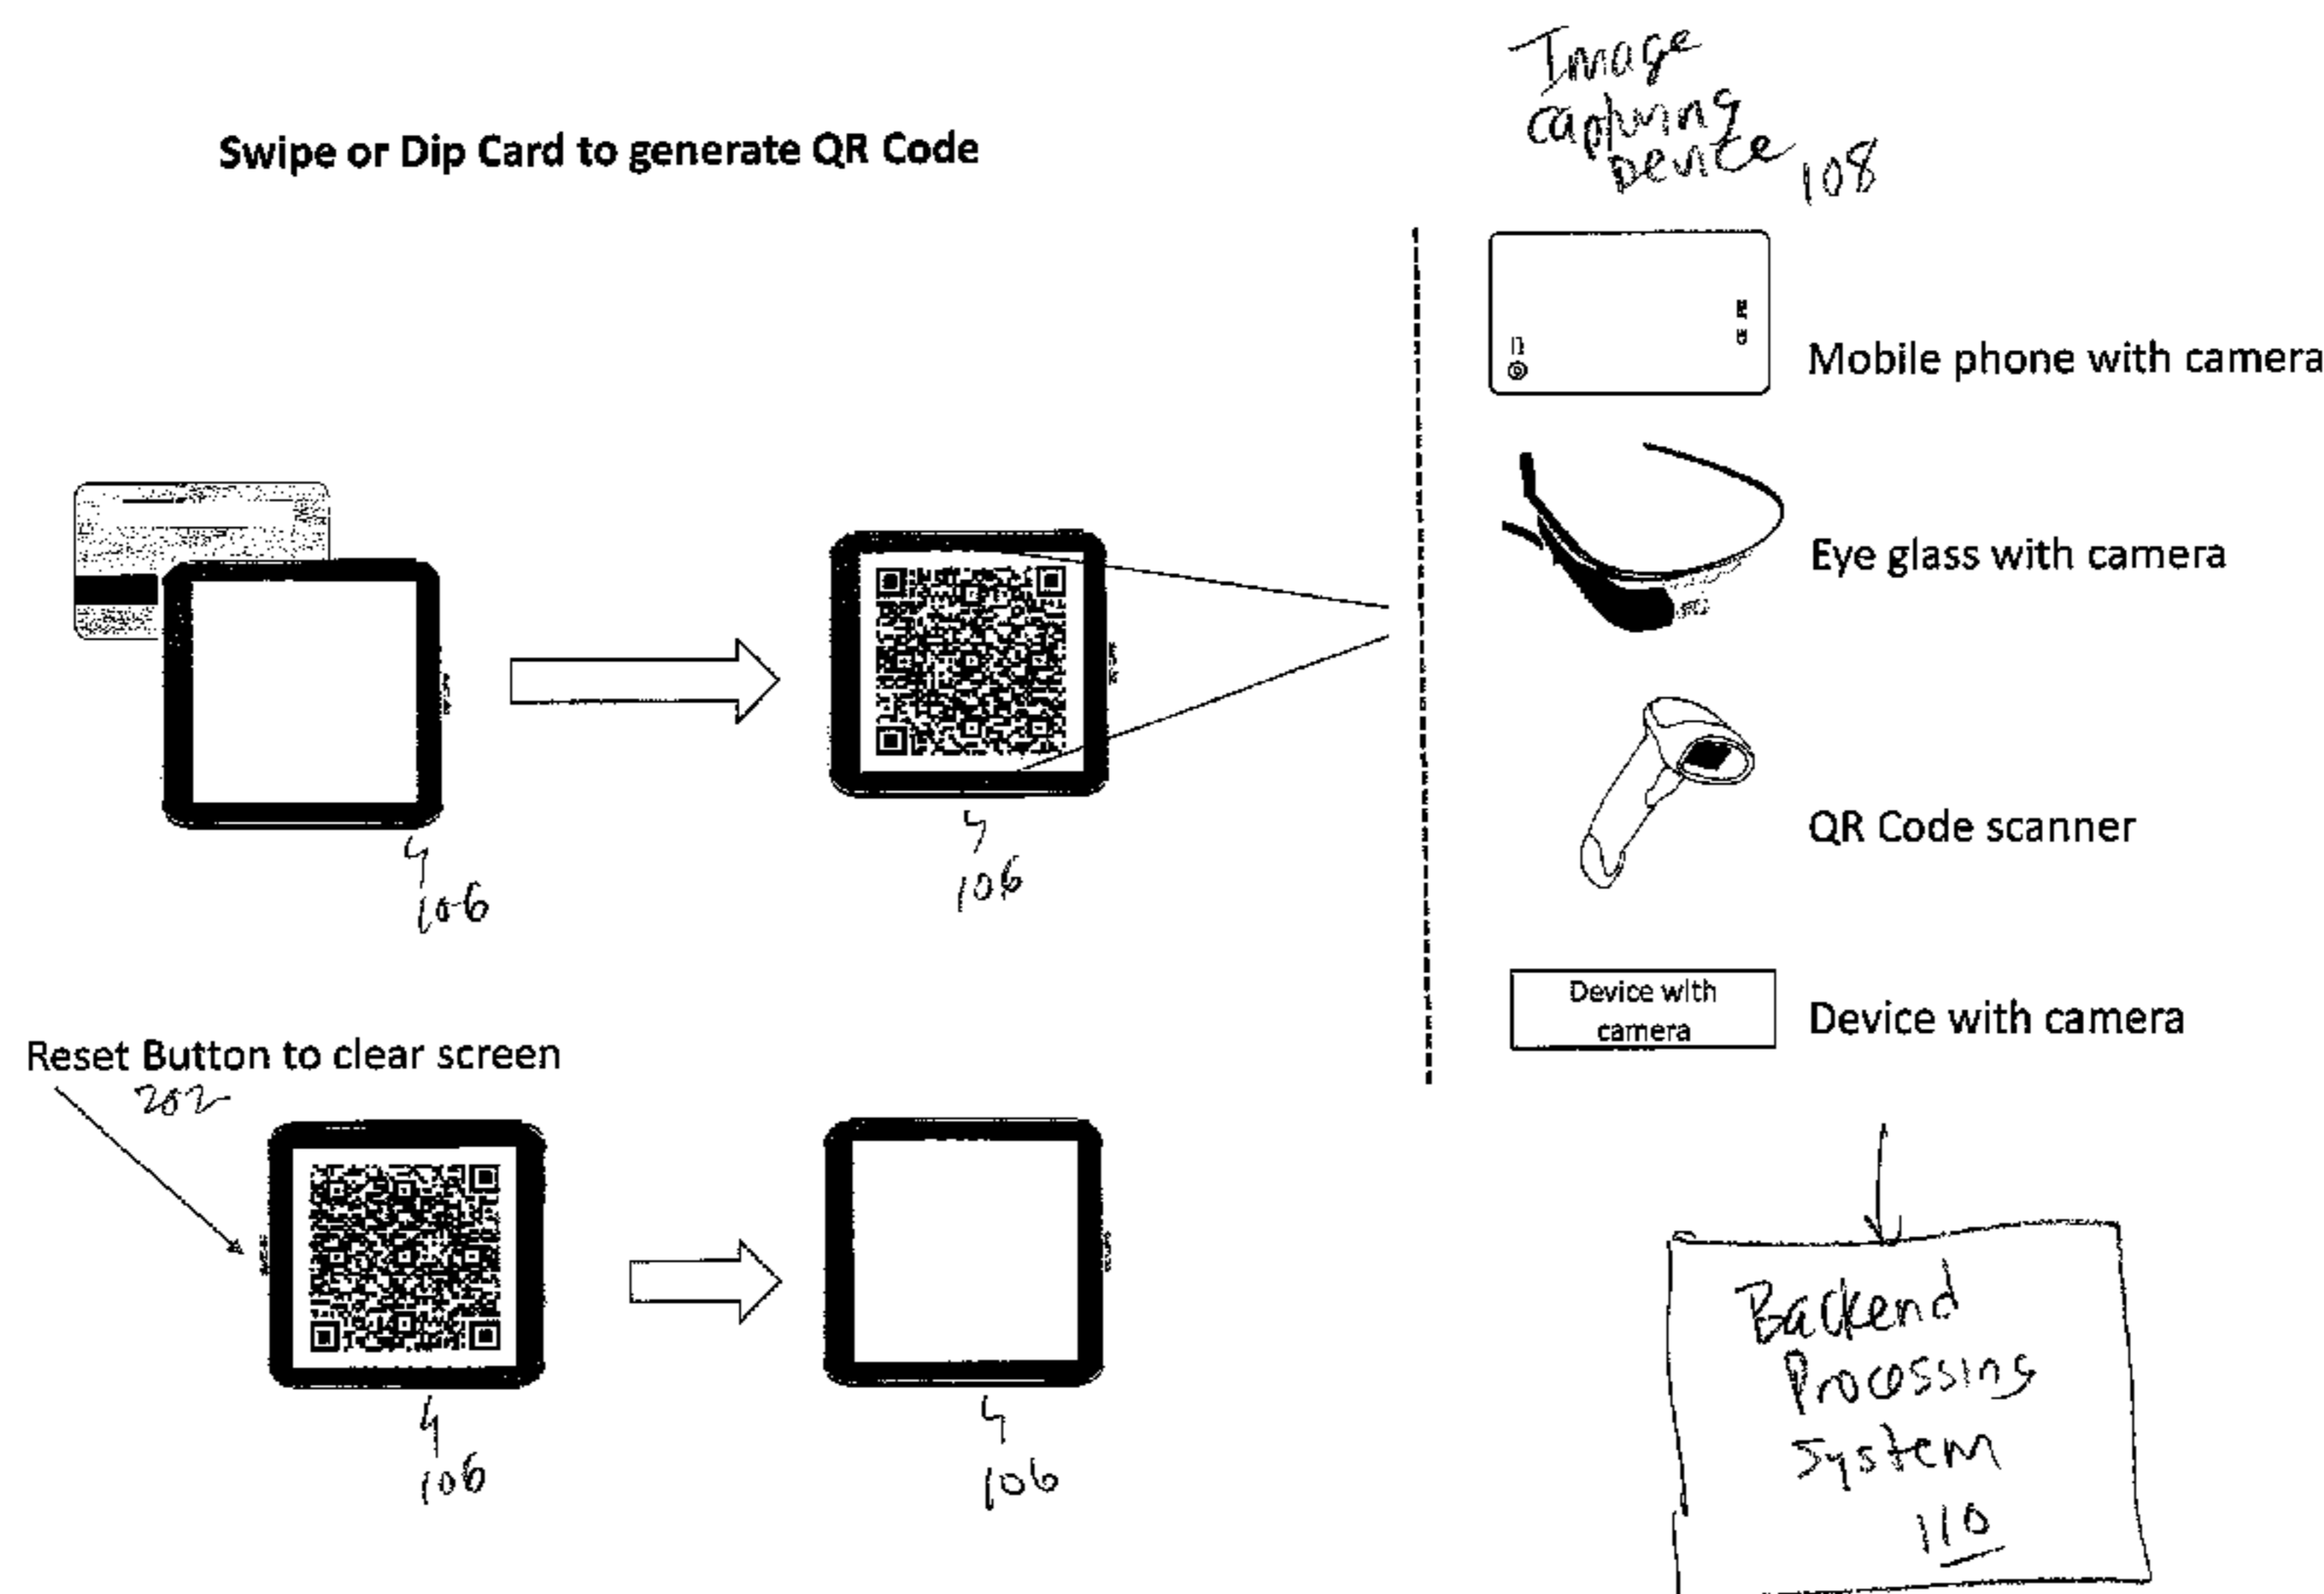 Swipe or Dip Card to generate QR Code
Image
capturing
Device 108
Mobile phone with camera
Eye glass with camera
106
106
QR Code scanner
Device with
camera
Device with camera
Reset Button to clear screen
202
106
106
Backend
Processing
System
110